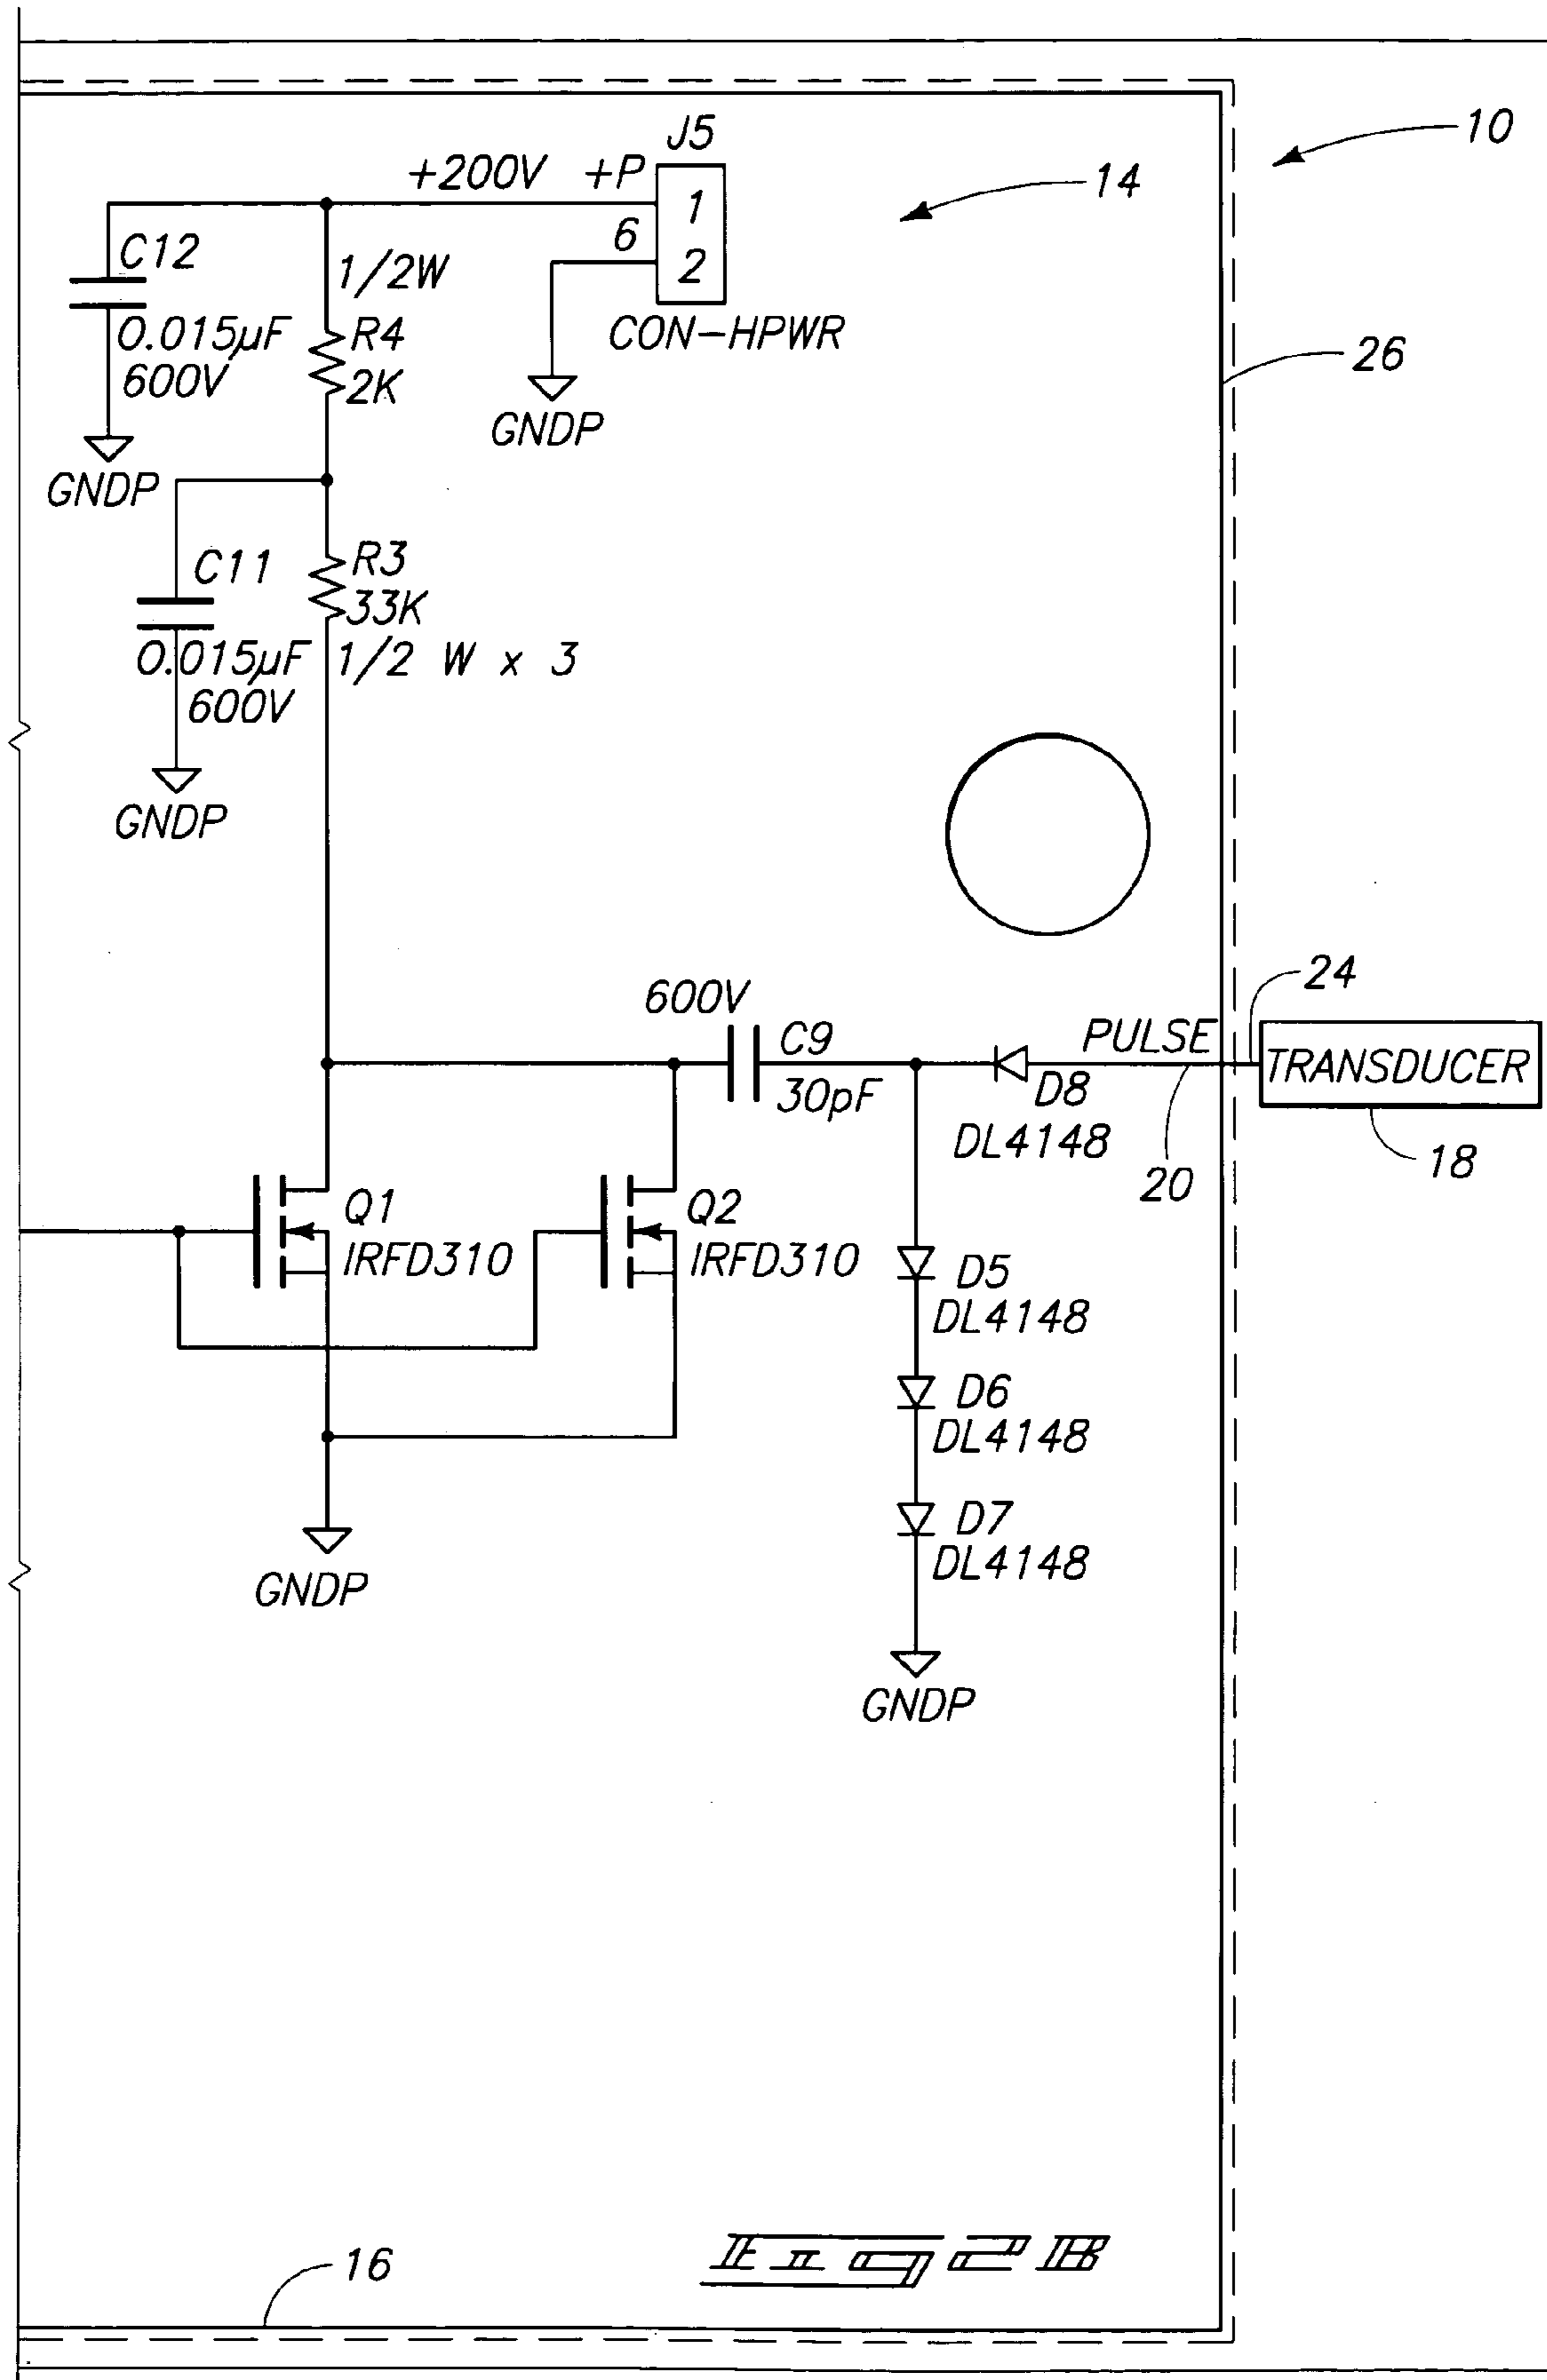 J5
10
+200V +P
1
14
6
2
C12
1/2W
CON-HPWR
0.015µF
600V
R4
2K
26
GNDP
GNDP
C11
R3
33K
0.015µF
1/2 W x 3
600V
GNDP
600V
24
C9
30pF
PULSE
TRANSDUCER
D8
DL4148
20
18
Q1
IRFD310
Q2
IRFD310
D5
DL4148
D6
DL4148
D7
DL4148
GNDP
GNDP
Fig 2B
16